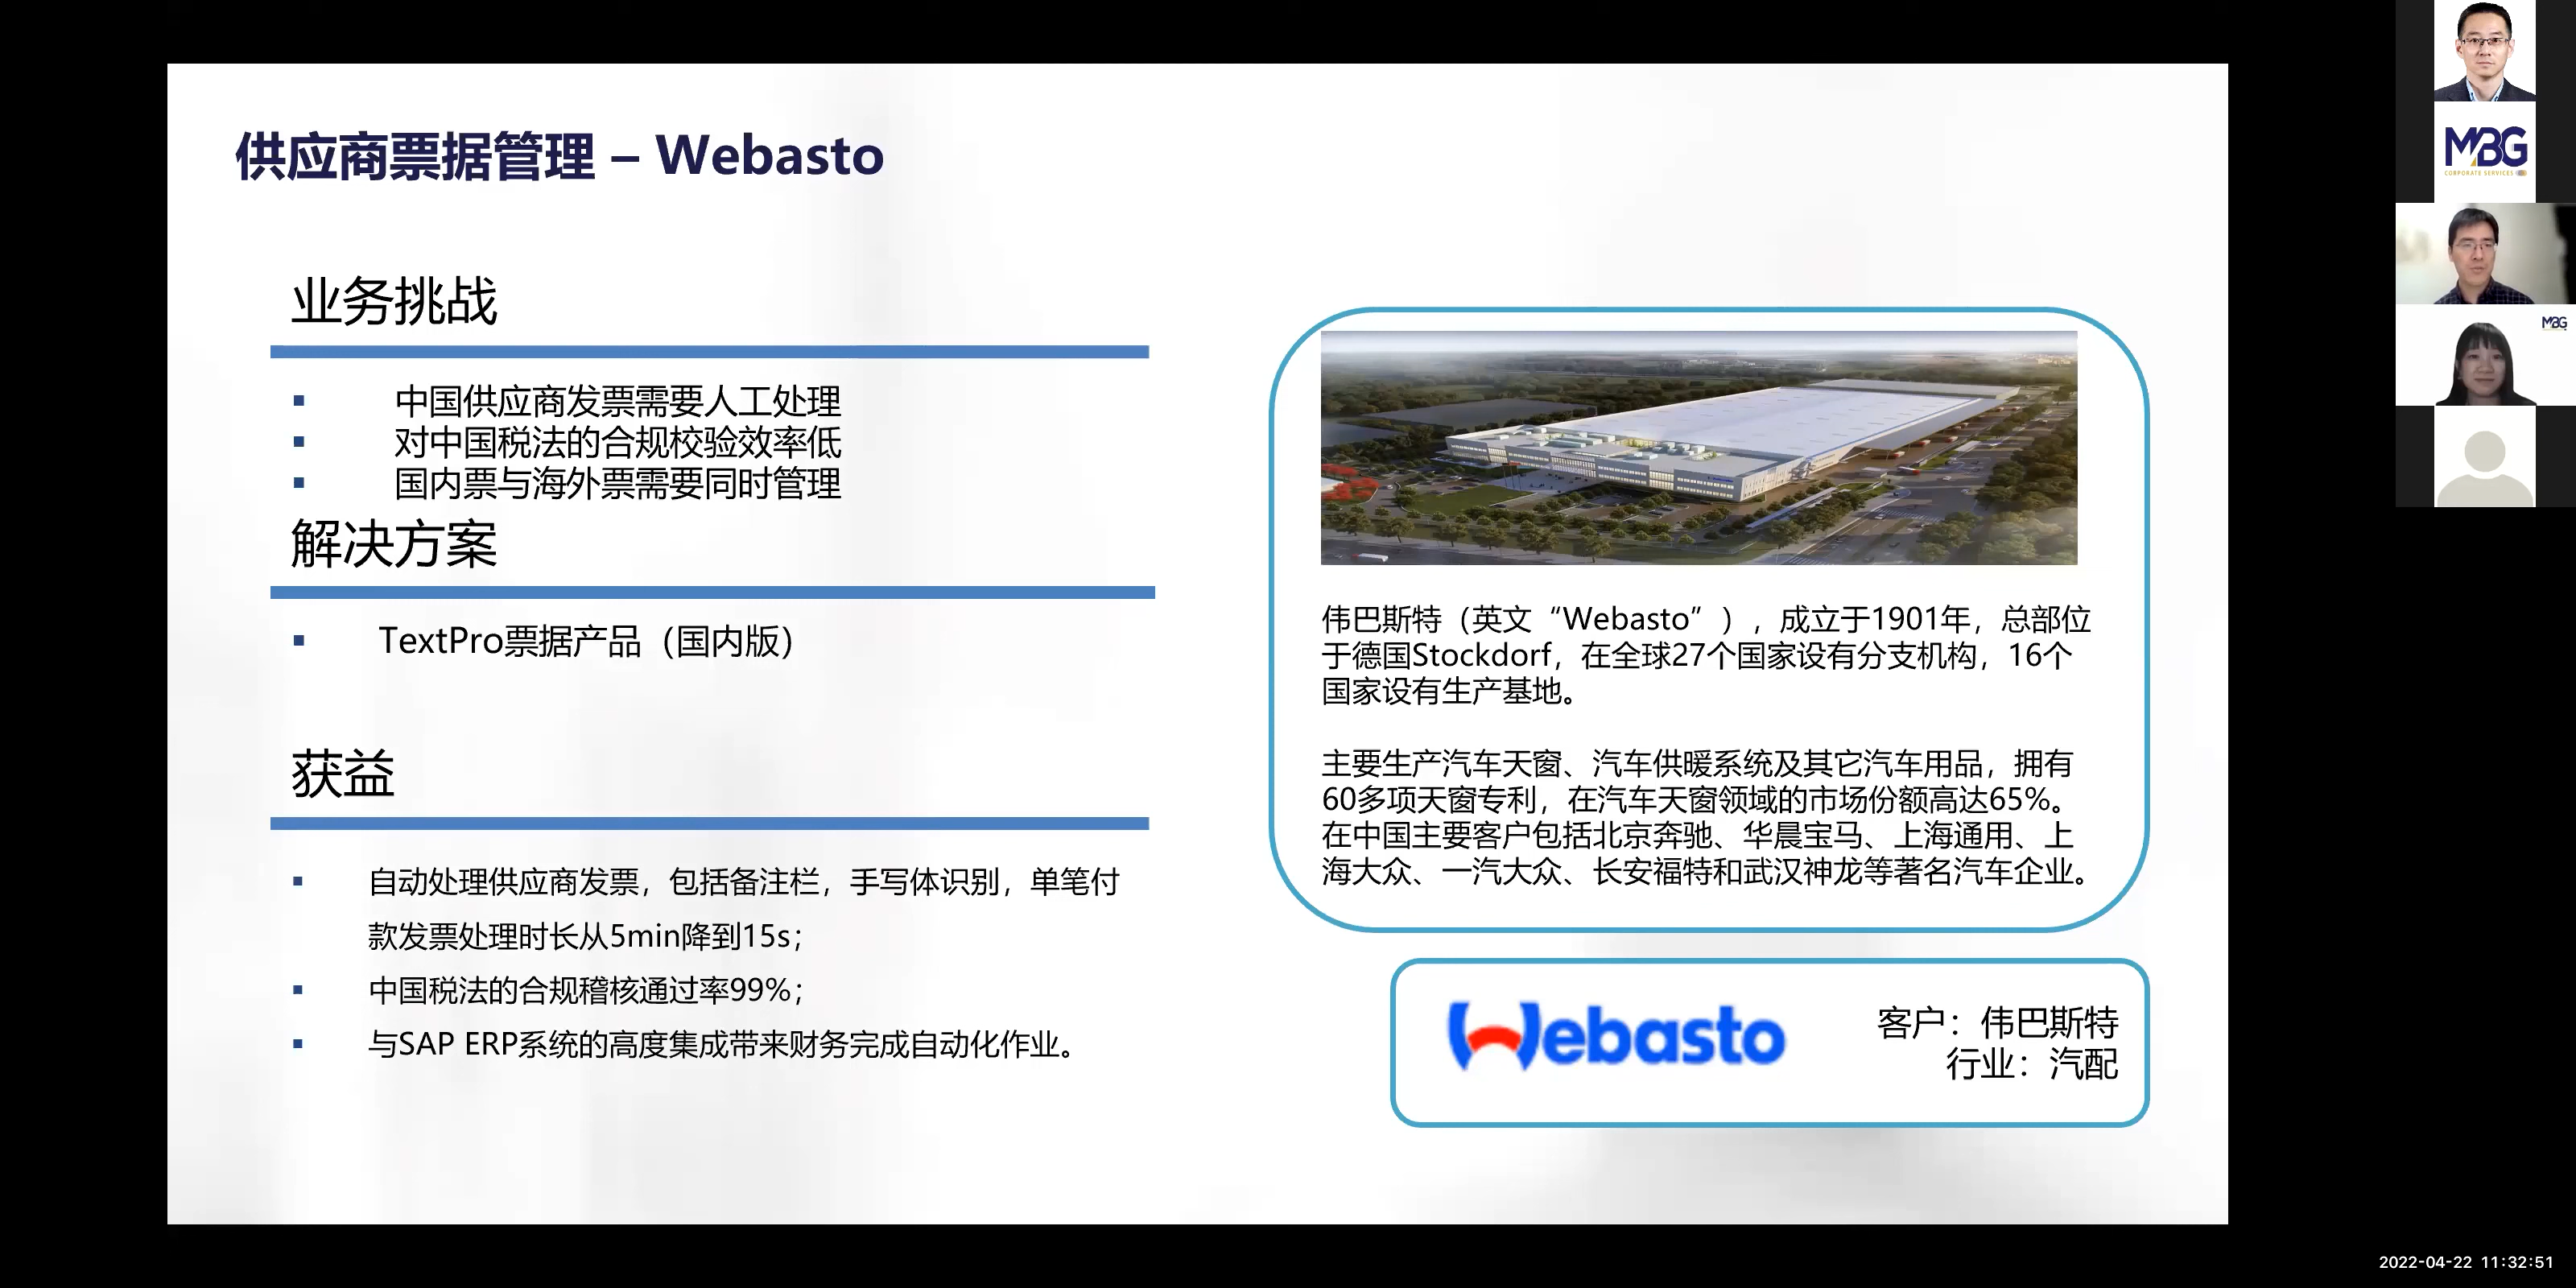 供应商票据管理 – Webasto
业务挑战
▪ 中国供应商发票需要人工处理
▪ 对中国税法的合规校验效率低
▪ 国内票与海外票需要同时管理
解决方案
▪ TextPro票据产品（国内版）
获益
▪ 自动处理供应商发票，包括备注栏，手写体识别，单笔付
款发票处理时长从5min降到15s；
▪ 中国税法的合规稽核通过率99%；
▪ 与SAP ERP系统的高度集成带来财务完成自动化作业。
伟巴斯特（英文“Webasto”），成立于1901年，总部位
于德国Stockdorf，在全球27个国家设有分支机构，16个
国家设有生产基地。
主要生产汽车天窗、汽车供暖系统及其它汽车用品，拥有
60多项天窗专利，在汽车天窗领域的市场份额高达65%。
在中国主要客户包括北京奔驰、华晨宝马、上海通用、上
海大众、一汽大众、长安福特和武汉神龙等著名汽车企业。
Webasto
客户：伟巴斯特
行业：汽配
MBG
CORPORATE SERVICES
MBG
2022-04-22 11:32:51